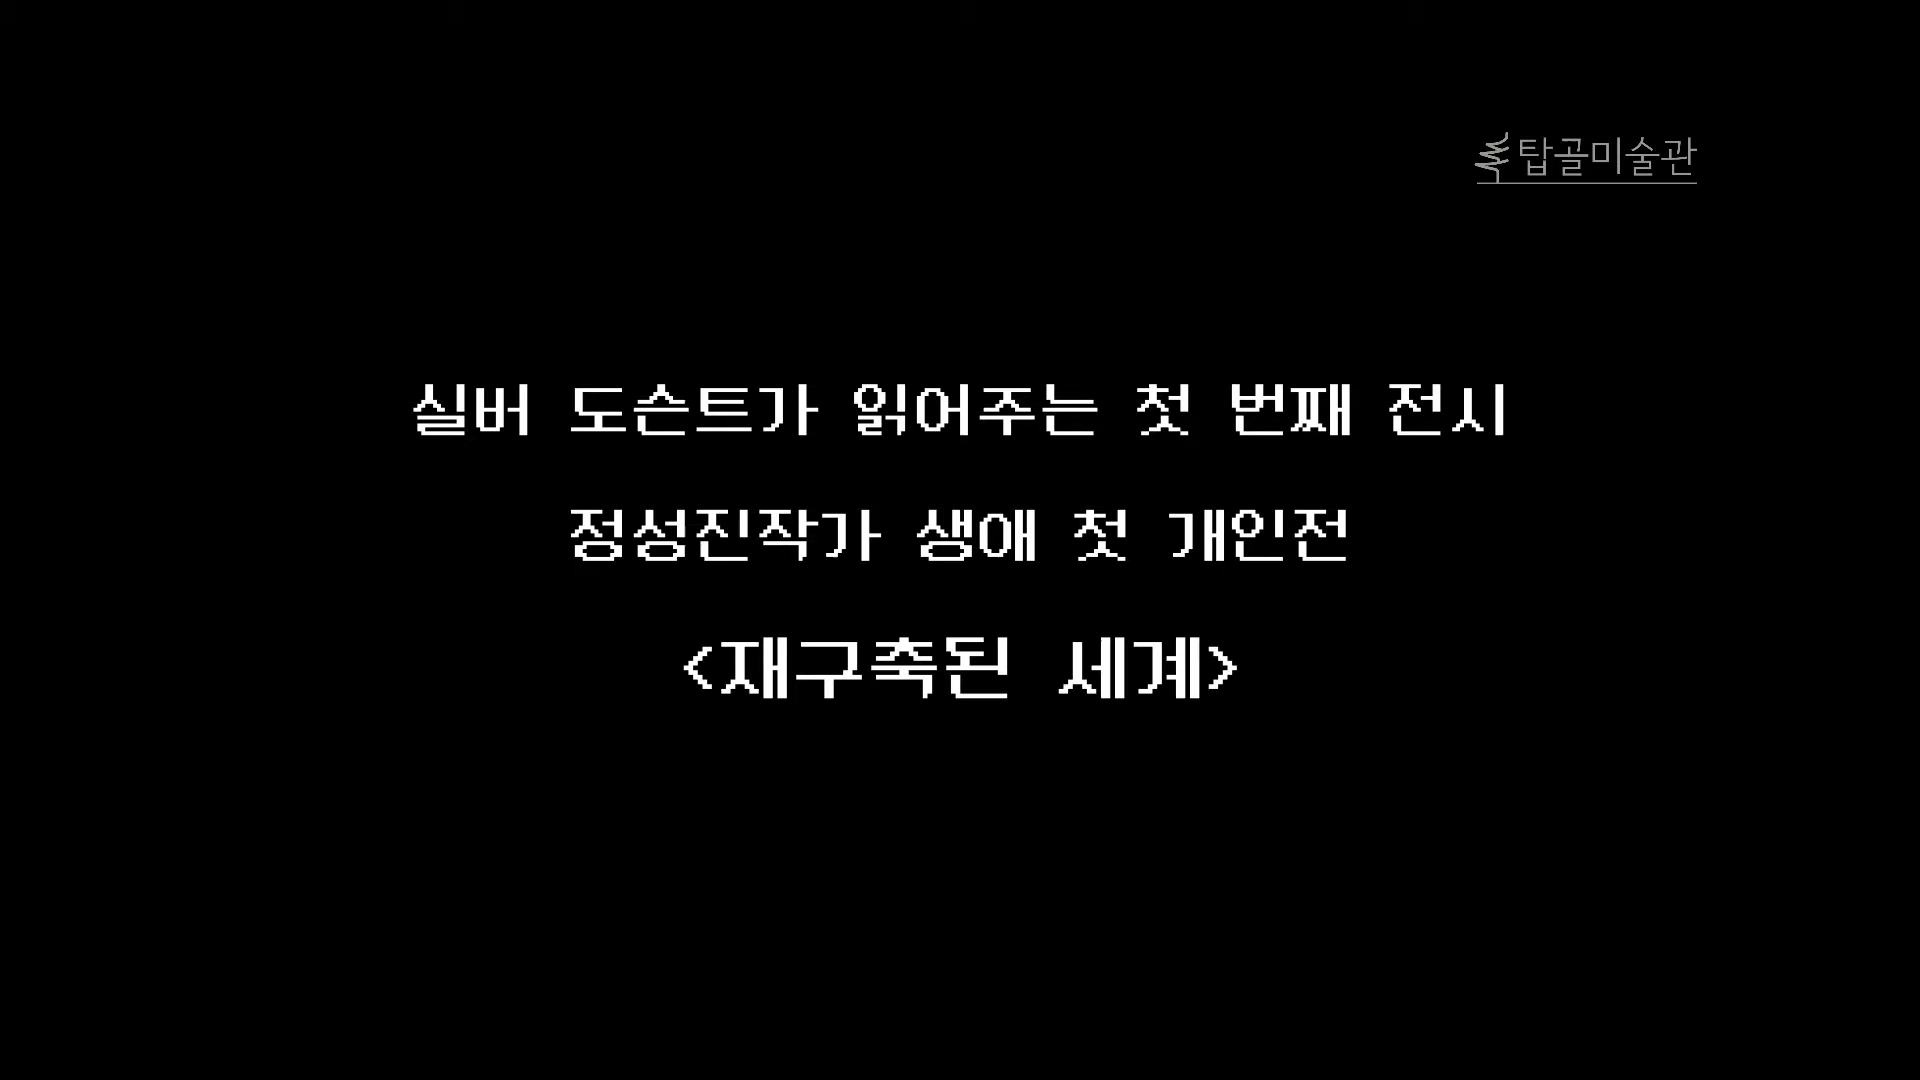 탑골미술관
실버 도슨트가 읽어주는 첫 번째 전시
정성진작가 생애 첫 개인전
<재구축된 세계>